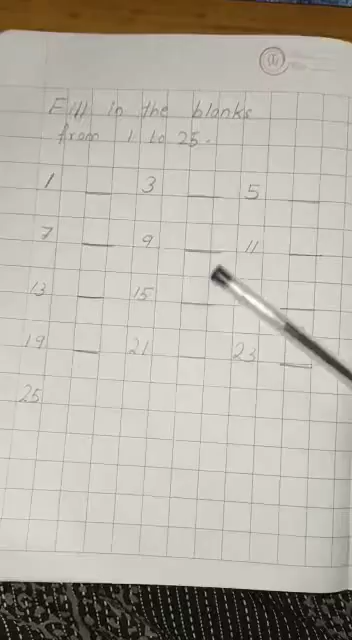 Fill in the blanks
from 1 to 25.
1 __ 3 __ 5 __
7 __ 9 __ 11 __
13 __ 15 __ __
19 __ 21 __ 23 __
25